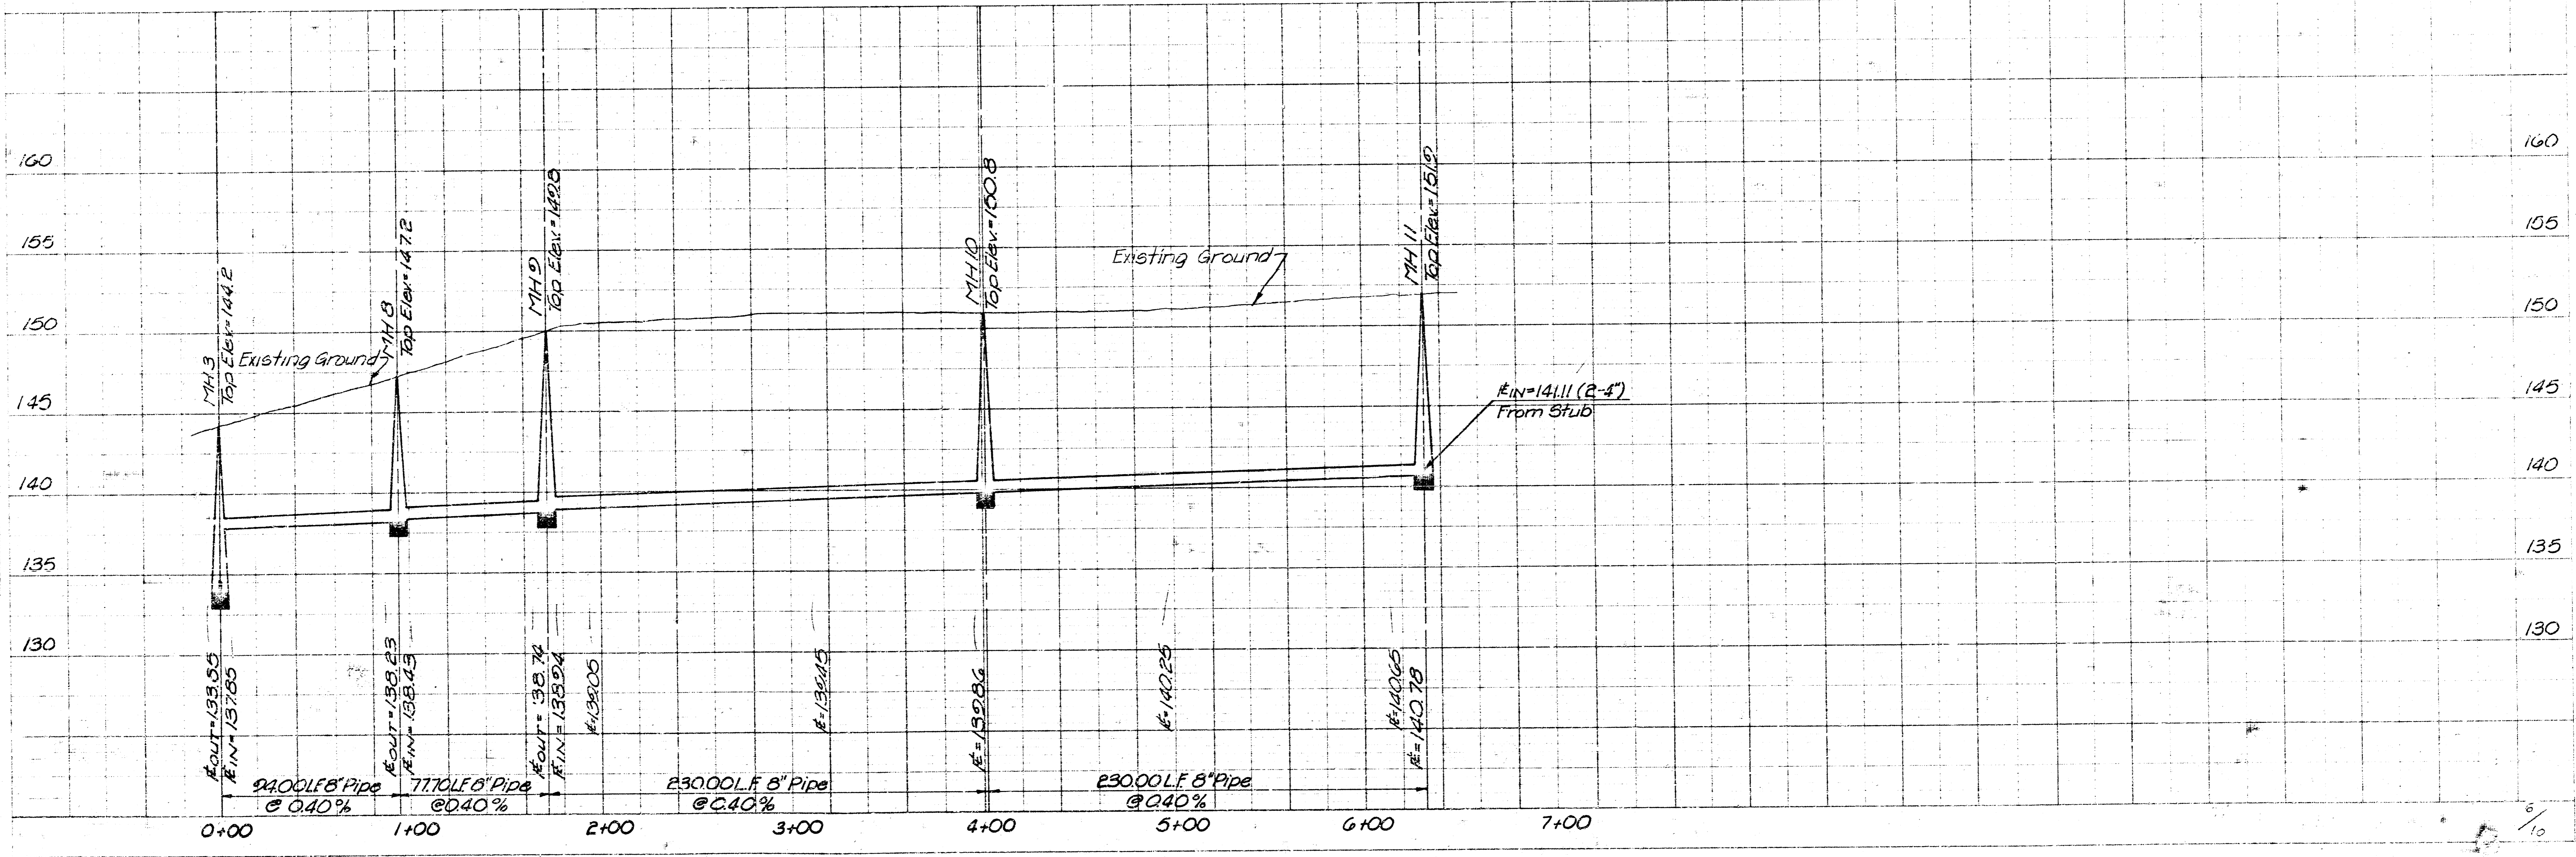 160
160
155
155
150
150
145
145
140
140
135
135
130
130
MH 3
Top Elev.=144.2
Existing Ground
MH 8
Top Elev=147.2
MH 9
Top Elev.=149.8
MH 10
Top Elev.=150.8
Existing Ground
MH 11
Top Elev.=151.9
IN=141.11 (2-4")
From Stub
OUT=133.85
IN=137.85
OUT=138.23
IN=138.43
OUT= 138.74
IN=138.94
=139.05
=139.45
=139.86
=140.25
=140.65
=140.78
94.00 L.F. 8" Pipe
@ 0.40%
77.70 L.F. 8" Pipe
@ 0.40%
230.00 L.F. 8" Pipe
@ 0.40%
230.00 L.F. 8" Pipe
@ 0.40%
0+00
1+00
2+00
3+00
4+00
5+00
6+00
7+00
6/10